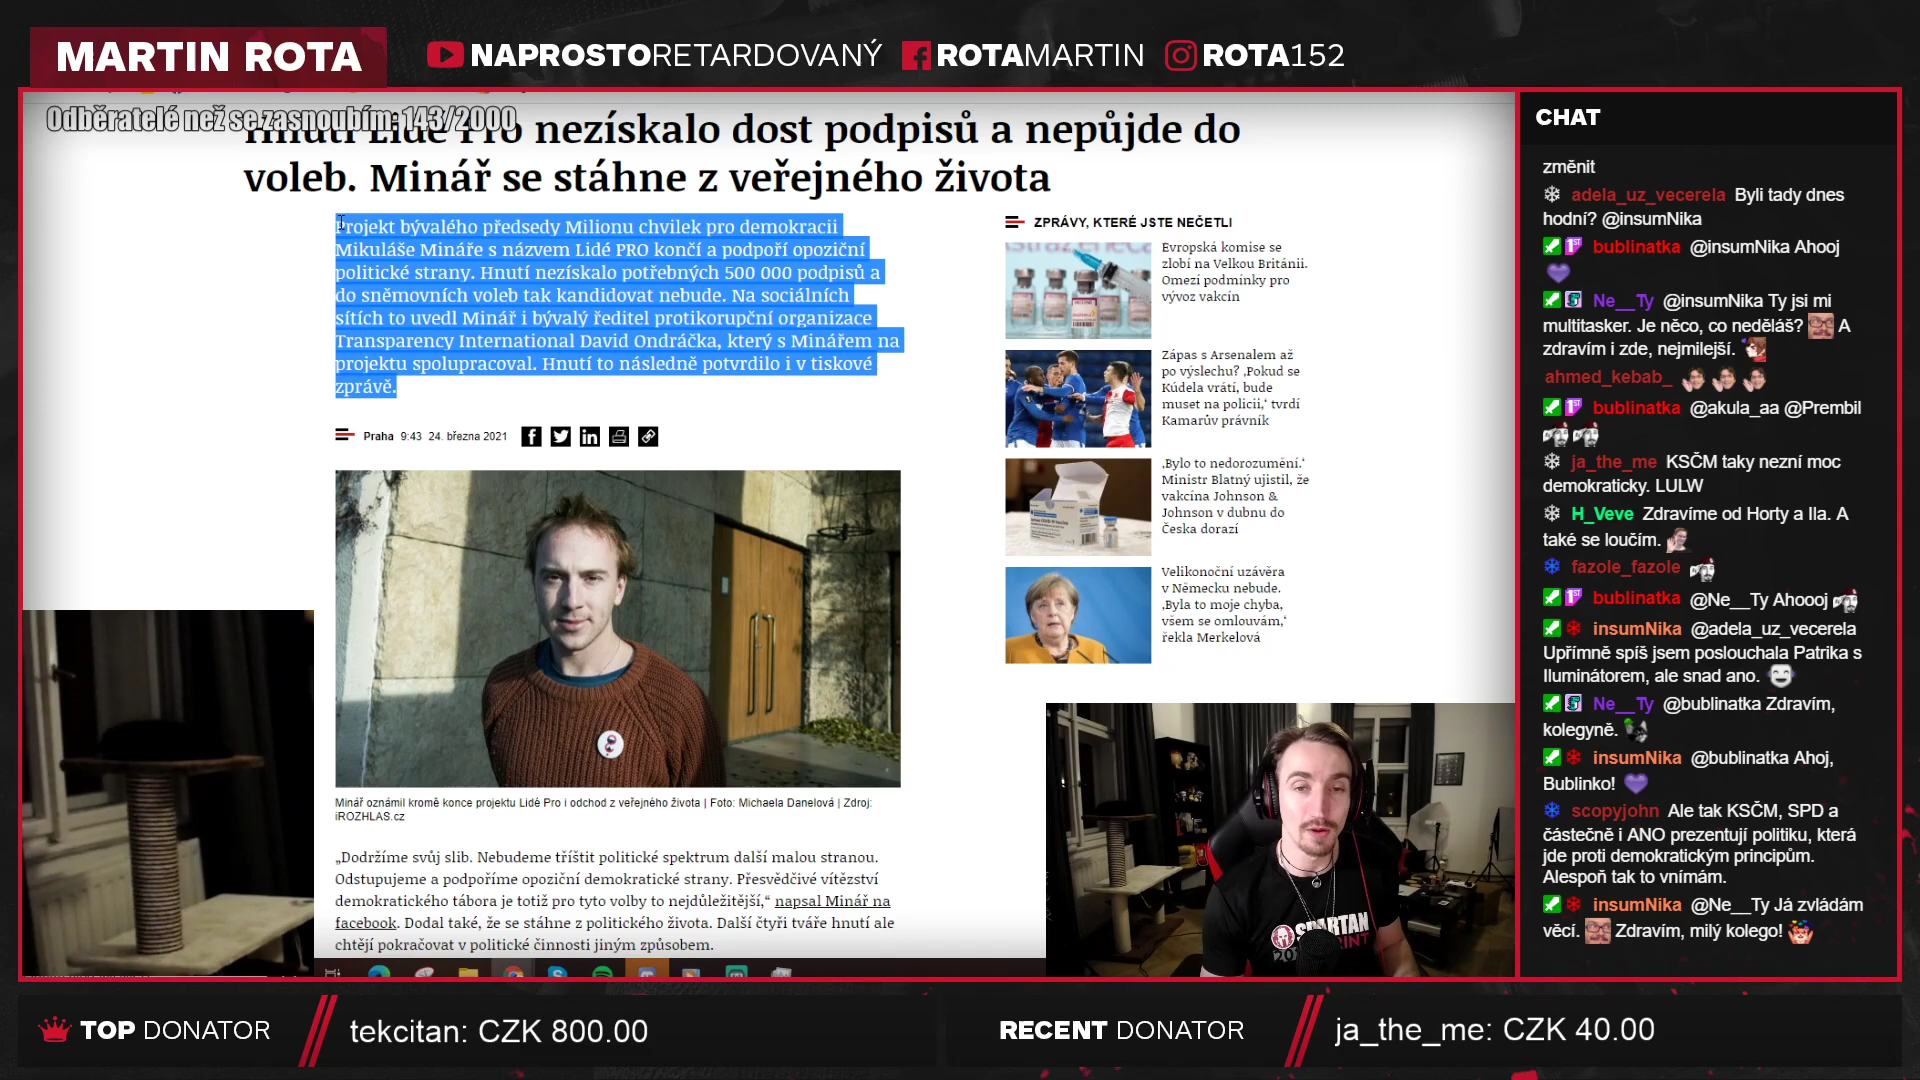 MARTIN ROTA
NAPROSTORETARDOVANÝ
ROTAMARTIN
ROTA152
Odběratelé než se zasnoubím: 143/2000
Hnutí Lidé Pro nezískalo dost podpisů a nepůjde do
voleb. Minář se stáhne z veřejného života
Projekt bývalého předsedy Milionu chvilek pro demokracii
Mikuláše Mináře s názvem Lidé PRO končí a podpoří opoziční
politické strany. Hnutí nezískalo potřebných 500 000 podpisů a
do sněmovních voleb tak kandidovat nebude. Na sociálních
sítích to uvedl Minář i bývalý ředitel protikorupční organizace
Transparency International David Ondráčka, který s Minářem na
projektu spolupracoval. Hnutí to následně potvrdilo i v tiskové
zprávě.
Praha 9:43 24. března 2021
Minář oznámil kromě konce projektu Lidé Pro i odchod z veřejného života | Foto: Michaela Danelová | Zdroj:
iROZHLAS.cz
„Dodržíme svůj slib. Nebudeme tříštit politické spektrum další malou stranou.
Odstupujeme a podpoříme opoziční demokratické strany. Přesvědčivé vítězství
demokratického tábora je totiž pro tyto volby to nejdůležitější,“ napsal Minář na
facebook. Dodal také, že se stáhne z politického života. Další čtyři tváře hnutí ale
chtějí pokračovat v politické činnosti jiným způsobem.
ZPRÁVY, KTERÉ JSTE NEČETLI
Evropská komise se
zlobí na Velkou Británii.
Omezí podmínky pro
vývoz vakcín
Zápas s Arsenalem až
po výslechu? ‚Pokud se
Kúdela vrátí, bude
muset na policii,‘ tvrdí
Kamarův právník
‚Bylo to nedorozumění.‘
Ministr Blatný ujistil, že
vakcína Johnson &
Johnson v dubnu do
Česka dorazí
Velikonoční uzávěra
v Německu nebude.
‚Byla to moje chyba,
všem se omlouvám,‘
řekla Merkelová
SPARTAN
CHAT
změnit
adela_uz_vecerela Byli tady dnes
hodní? @insumNika
bublinatka @insumNika Ahooj
Ne__Ty @insumNika Ty jsi mi
multitasker. Je něco, co neděláš? A
zdravím i zde, nejmilejší.
ahmed_kebab_
bublinatka @akula_aa @Prembil
ja_the_me KSČM taky nezní moc
demokraticky. LULW
H_Veve Zdravíme od Horty a Ila. A
také se loučím.
fazole_fazole
bublinatka @Ne__Ty Ahoooj
insumNika @adela_uz_vecerela
Upřímně spíš jsem poslouchala Patrika s
Iluminátorem, ale snad ano.
Ne__Ty @bublinatka Zdravím,
kolegyně.
insumNika @bublinatka Ahoj,
Bublinko!
scopyjohn Ale tak KSČM, SPD a
částečně i ANO prezentují politiku, která
jde proti demokratickým principům.
Alespoň tak to vnímám.
insumNika @Ne__Ty Já zvládám
věcí. Zdravím, milý kolego!
TOP DONATOR
tekcitan: CZK 800.00
RECENT DONATOR
ja_the_me: CZK 40.00